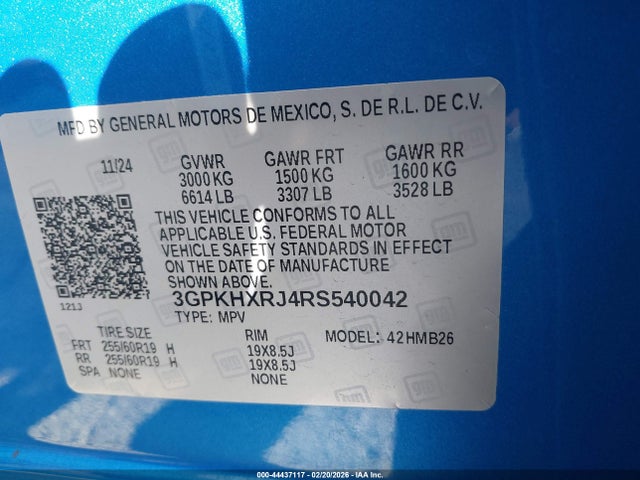 MFD BY GENERAL MOTORS DE MEXICO, S. DE R.L. DE C.V.
11/24 GVWR GAWR FRT GAWR RR
3000 KG 1500 KG 1600 KG
6614 LB 3307 LB 3528 LB
THIS VEHICLE CONFORMS TO ALL
APPLICABLE U.S. FEDERAL MOTOR
VEHICLE SAFETY STANDARDS IN EFFECT
ON THE DATE OF MANUFACTURE
SHOWN ABOVE.
121J
3GPKHXRJ4RS540042
TYPE: MPV MODEL: 42HMB26
TIRE SIZE RIM
FRT 255/60R19 H 19X8.5J
RR 255/60R19 H 19X8.5J
SPA NONE NONE
gm
000-44437117 - 02/20/2026 - IAA Inc.